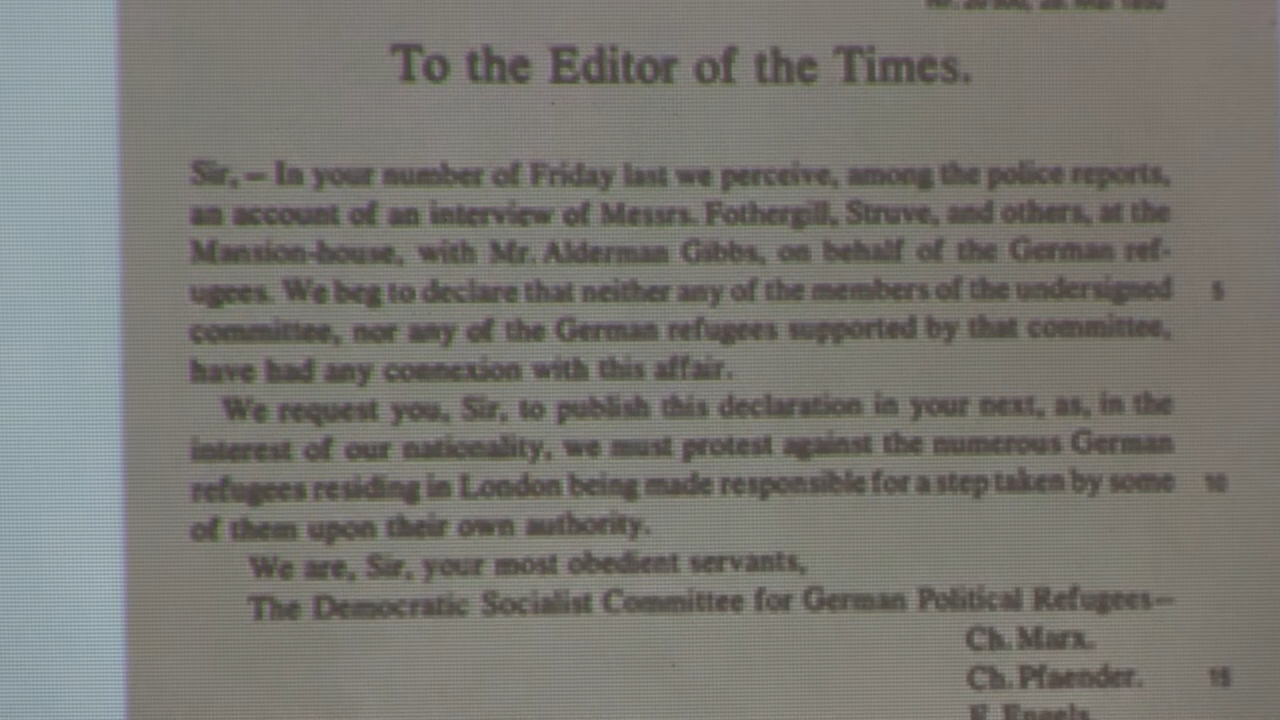 To the Editor of the Times.
Sir, – In your number of Friday last we perceive, among the police reports,
an account of an interview of Messrs. Fothergill, Struve, and others, at the
Mansion-house, with Mr. Alderman Gibbs, on behalf of the German ref-
ugees. We beg to declare that neither any of the members of the undersigned 5
committee, nor any of the German refugees supported by that committee,
have had any connexion with this affair.
We request you, Sir, to publish this declaration in your next, as, in the
interest of our nationality, we must protest against the numerous German
refugees residing in London being made responsible for a step taken by some 10
of them upon their own authority.
We are, Sir, your most obedient servants,
The Democratic Socialist Committee for German Political Refugees–
Ch. Marx.
Ch. Pfaender. 15
F. Engels